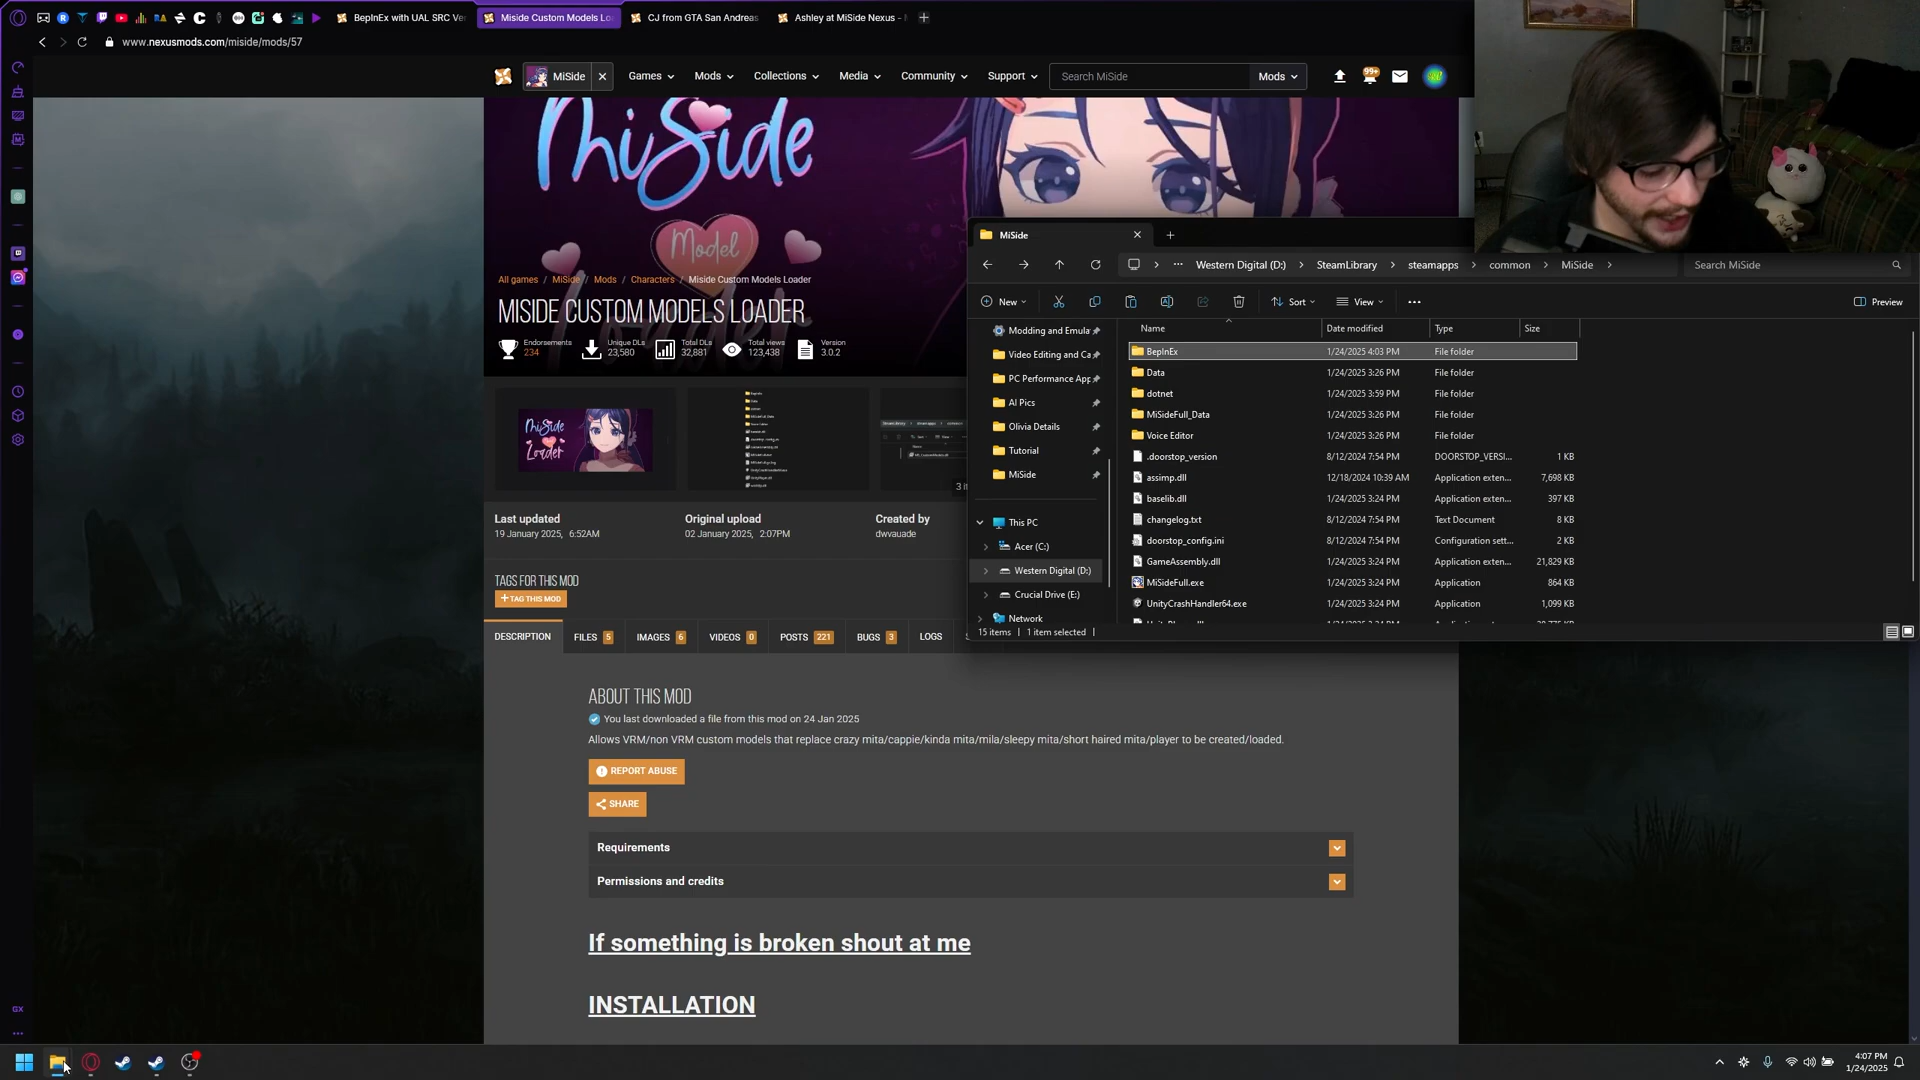 BepInEx with UAL SRC Ver
Miside Custom Models Lo
CJ from GTA San Andreas
Ashley at MiSide Nexus -
www.nexusmods.com/miside/mods/57
MiSide
Games
Mods
Collections
Media
Community
Support
Search MiSide
Mods
99+
MiSide
Model
Loader
All games / MiSide / Mods / Characters / Miside Custom Models Loader
MISIDE CUSTOM MODELS LOADER
Endorsements
234
Unique DLs
23,580
Total DLs
32,881
Total views
123,438
Version
3.0.2
Last updated
19 January 2025, 6:52AM
Original upload
02 January 2025, 2:07PM
Created by
dwvauade
TAGS FOR THIS MOD
+ TAG THIS MOD
DESCRIPTION
FILES 5
IMAGES 6
VIDEOS 0
POSTS 221
BUGS 3
LOGS
ABOUT THIS MOD
You last downloaded a file from this mod on 24 Jan 2025
Allows VRM/non VRM custom models that replace crazy mita/cappie/kinda mita/mila/sleepy mita/short haired mita/player to be created/loaded.
REPORT ABUSE
SHARE
Requirements
Permissions and credits
If something is broken shout at me
INSTALLATION
MiSide
Western Digital (D:) > SteamLibrary > steamapps > common > MiSide >
Search MiSide
New
Sort
View
Preview
Modding and Emula
Video Editing and Ca
PC Performance App
AI Pics
Olivia Details
Tutorial
MiSide
This PC
Acer (C:)
Western Digital (D:)
Crucial Drive (E:)
Network
Name Date modified Type Size
BepInEx 1/24/2025 4:03 PM File folder
Data 1/24/2025 3:26 PM File folder
dotnet 1/24/2025 3:59 PM File folder
MiSideFull_Data 1/24/2025 3:26 PM File folder
Voice Editor 1/24/2025 3:26 PM File folder
.doorstop_version 8/12/2024 7:54 PM DOORSTOP_VERSI... 1 KB
assimp.dll 12/18/2024 10:39 AM Application exten... 7,698 KB
baselib.dll 1/24/2025 3:24 PM Application exten... 397 KB
changelog.txt 8/12/2024 7:54 PM Text Document 8 KB
doorstop_config.ini 8/12/2024 7:54 PM Configuration sett... 2 KB
GameAssembly.dll 1/24/2025 3:24 PM Application exten... 21,829 KB
MiSideFull.exe 1/24/2025 3:24 PM Application 864 KB
UnityCrashHandler64.exe 1/24/2025 3:24 PM Application 1,099 KB
15 items
1 item selected
GX
4:07 PM
1/24/2025